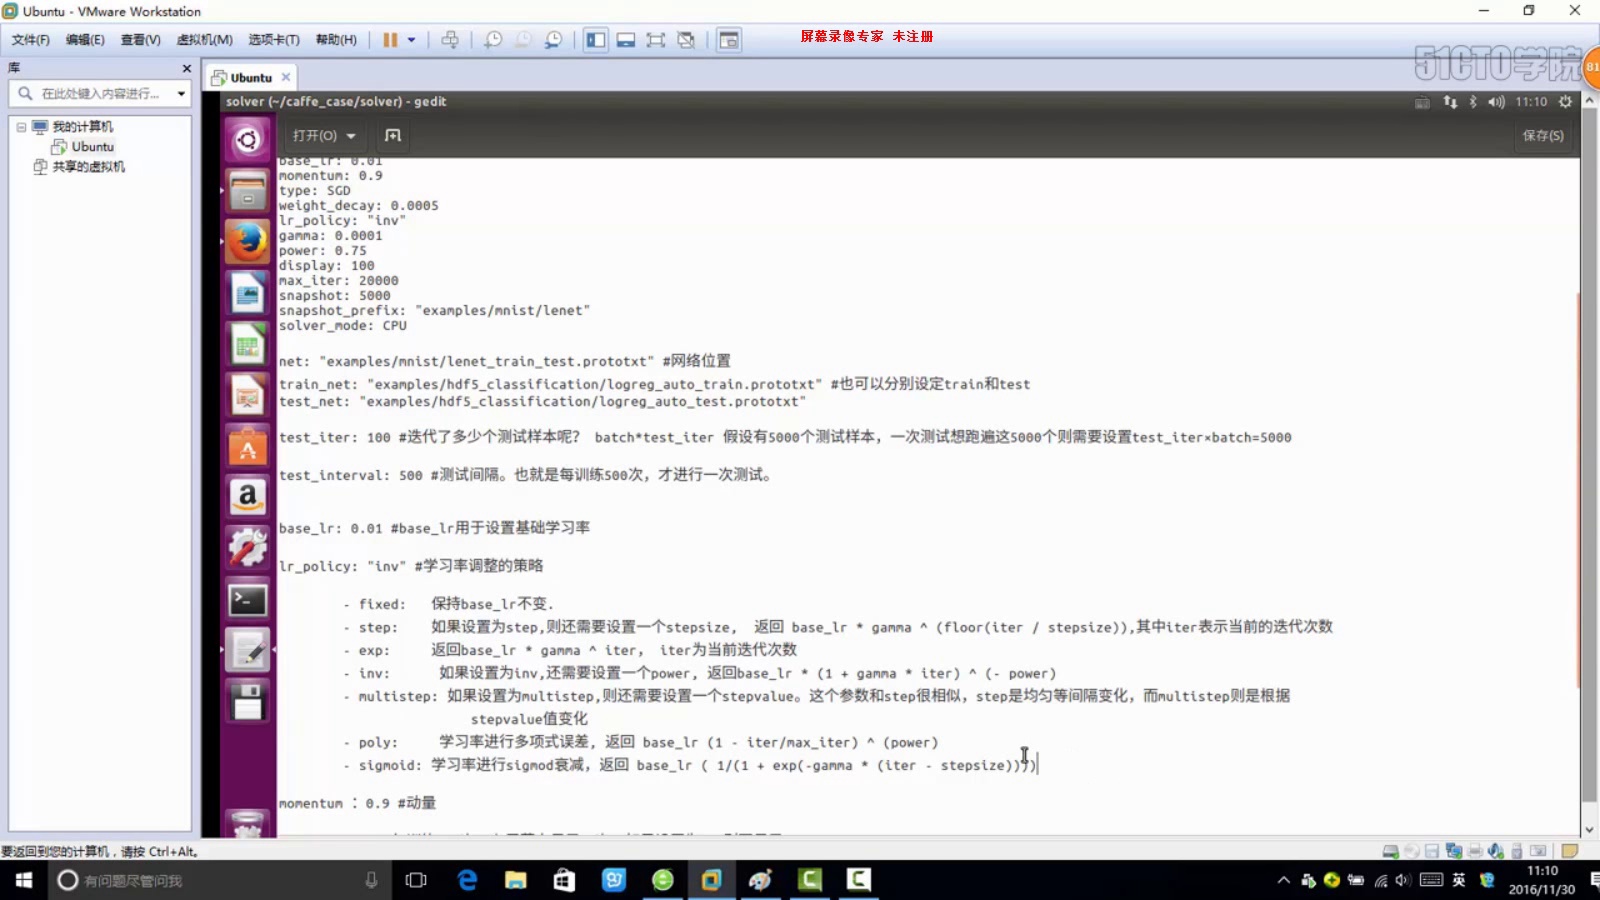 Ubuntu - VMware Workstation
文件(F) 编辑(E) 查看(V) 虚拟机(M) 选项卡(T) 帮助(H)
屏幕录像专家 未注册
51CTO学院
81
库
Ubuntu
在此处键入内容进行...
我的计算机
Ubuntu
共享的虚拟机
solver (~/caffe_case/solver) - gedit
11:10
打开(O)
保存(S)
base_lr: 0.01
momentum: 0.9
type: SGD
weight_decay: 0.0005
lr_policy: "inv"
gamma: 0.0001
power: 0.75
display: 100
max_iter: 20000
snapshot: 5000
snapshot_prefix: "examples/mnist/lenet"
solver_mode: CPU
net: "examples/mnist/lenet_train_test.prototxt" #网络位置
train_net: "examples/hdf5_classification/logreg_auto_train.prototxt" #也可以分别设定train和test
test_net: "examples/hdf5_classification/logreg_auto_test.prototxt"
test_iter: 100 #迭代了多少个测试样本呢? batch*test_iter 假设有5000个测试样本，一次测试想跑遍这5000个则需要设置test_iter×batch=5000
test_interval: 500 #测试间隔。也就是每训练500次，才进行一次测试。
base_lr: 0.01 #base_lr用于设置基础学习率
lr_policy: "inv" #学习率调整的策略
- fixed: 保持base_lr不变.
- step: 如果设置为step,则还需要设置一个stepsize, 返回 base_lr * gamma ^ (floor(iter / stepsize)),其中iter表示当前的迭代次数
- exp: 返回base_lr * gamma ^ iter, iter为当前迭代次数
- inv: 如果设置为inv,还需要设置一个power, 返回base_lr * (1 + gamma * iter) ^ (- power)
- multistep: 如果设置为multistep,则还需要设置一个stepvalue。这个参数和step很相似，step是均匀等间隔变化，而multistep则是根据
stepvalue值变化
- poly: 学习率进行多项式误差, 返回 base_lr (1 - iter/max_iter) ^ (power)
- sigmoid: 学习率进行sigmod衰减，返回 base_lr ( 1/(1 + exp(-gamma * (iter - stepsize))))
momentum : 0.9 #动量
要返回到您的计算机，请按 Ctrl+Alt。
有问题尽管问我
英
11:10
2016/11/30